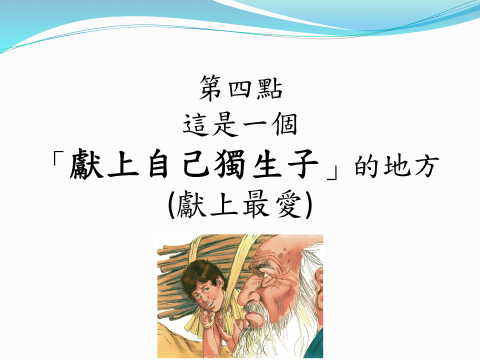 第四點
這是一個
「獻上自己獨生子」的地方
(獻上最愛)